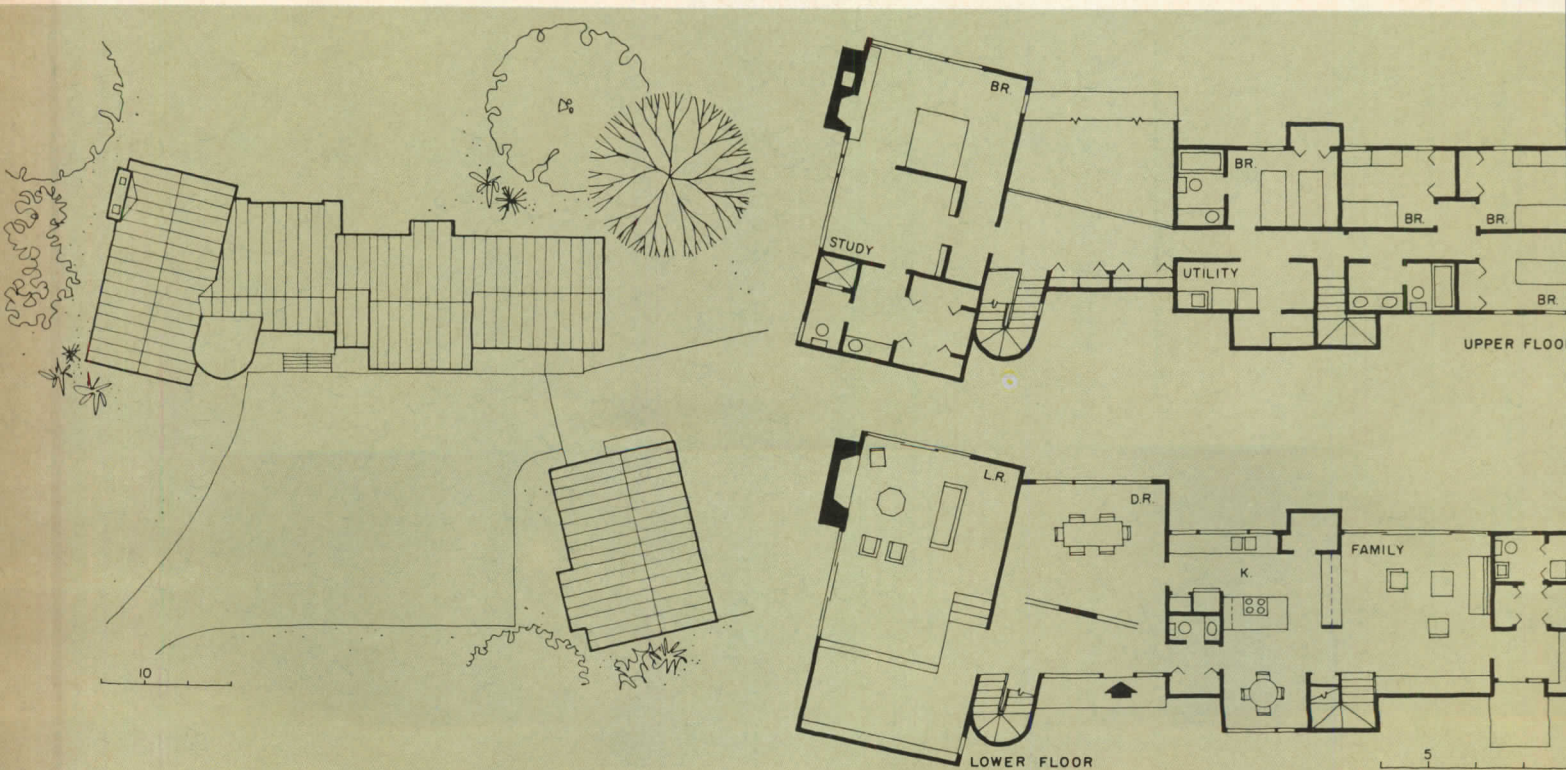 10
BR.
STUDY
BR.
BR.
BR.
UTILITY
BR.
UPPER FLOO
L.R.
D.R.
K.
FAMILY
LOWER FLOOR
5